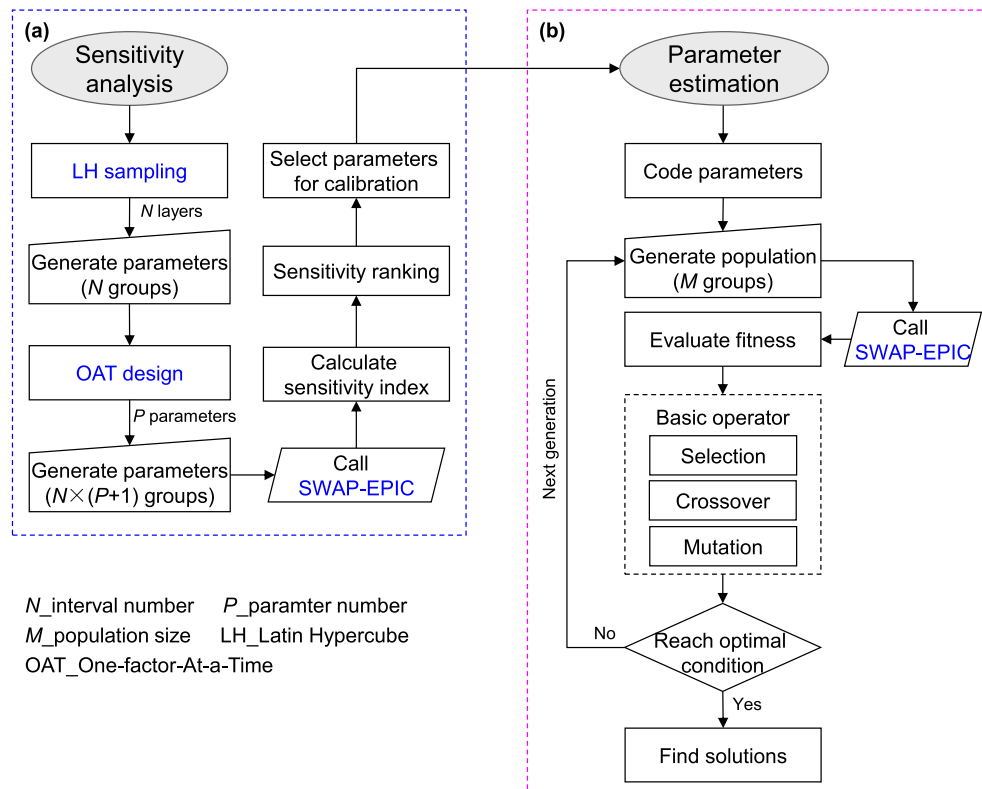 (a)
Sensitivity
analysis
LH sampling
N layers
Generate parameters
(N groups)
OAT design
P parameters
Generate parameters
(N×(P+1) groups)
Call
SWAP-EPIC
Calculate
sensitivity index
Sensitivity ranking
Select parameters
for calibration
(b)
Parameter
estimation
Code parameters
Generate population
(M groups)
Call
SWAP-EPIC
Evaluate fitness
Basic operator
Selection
Crossover
Mutation
Next generation
Reach optimal
condition
No
Yes
Find solutions
N_interval number P_paramter number
M_population size LH_Latin Hypercube
OAT_One-factor-At-a-Time